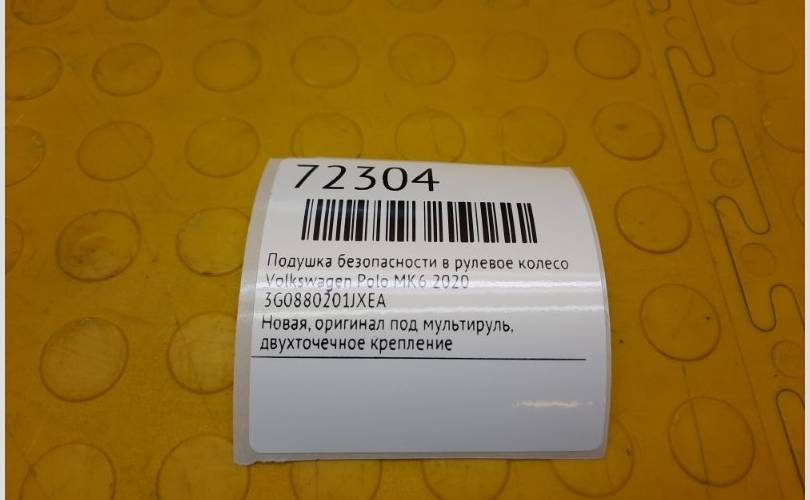 72304
Подушка безопасности в рулевое колесо
Volkswagen Polo MK6 2020
3G0880201JXEA
Новая, оригинал под мультируль,
двухточечное крепление